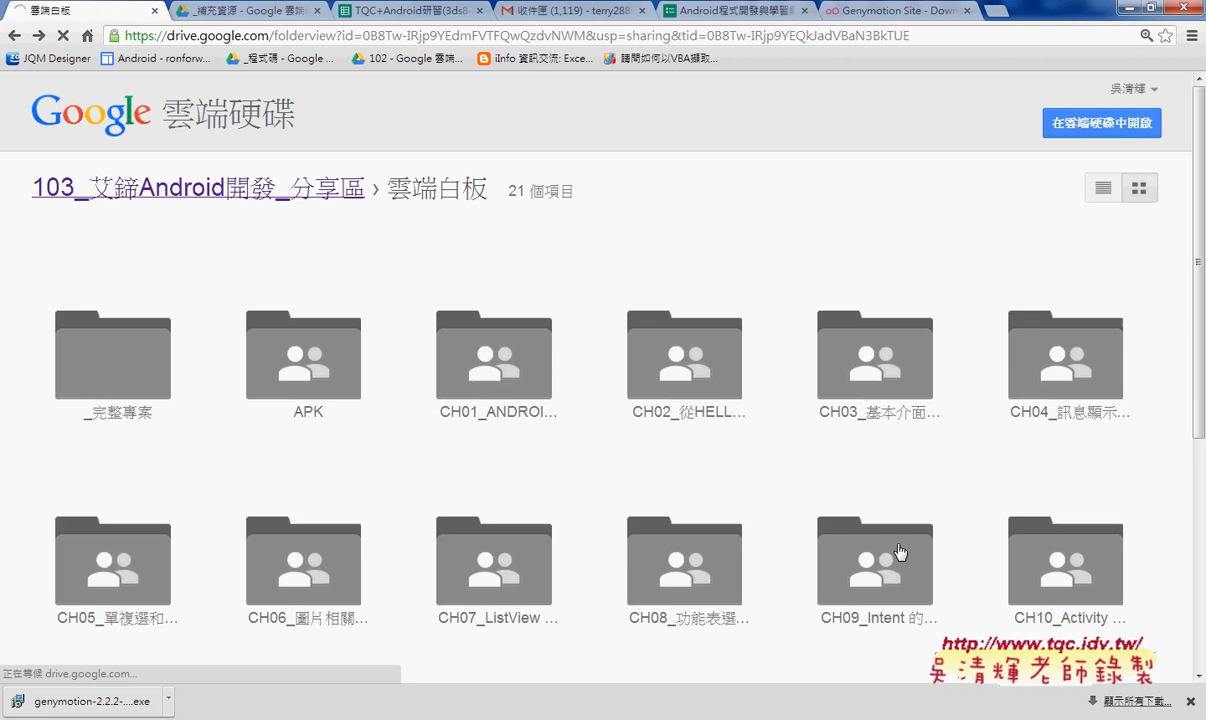 雲端白板
_補充資源 - Google 雲端
TQC+Android研習(3ds8
收件匣 (1,119) - terry288
Android程式開發與學習
Genymotion Site - Down
https://drive.google.com/folderview?id=0B8Tw-IRjp9YEdmFVTFQwQzdvNWM&usp=sharing&tid=0B8Tw-IRjp9YEQkJadVBaN3BkTUE
JQM Designer
Android - ronforw...
_程式碼 - Google ...
102 - Google 雲端...
iInfo 資訊交流: Exce...
請問如何以VBA擷取...
吳清輝
Google 雲端硬碟
在雲端硬碟中開啟
103_艾鍗Android開發_分享區 › 雲端白板 21 個項目
_完整專案
APK
CH01_ANDROI...
CH02_從HELL...
CH03_基本介面...
CH04_訊息顯示...
CH05_單複選和...
CH06_圖片相關...
CH07_ListView ...
CH08_功能表選...
CH09_Intent 的...
CH10_Activity ...
http://www.tqc.idv.tw/
吳清輝老師錄製
正在等候 drive.google.com...
genymotion-2.2.2-....exe
顯示所有下載...